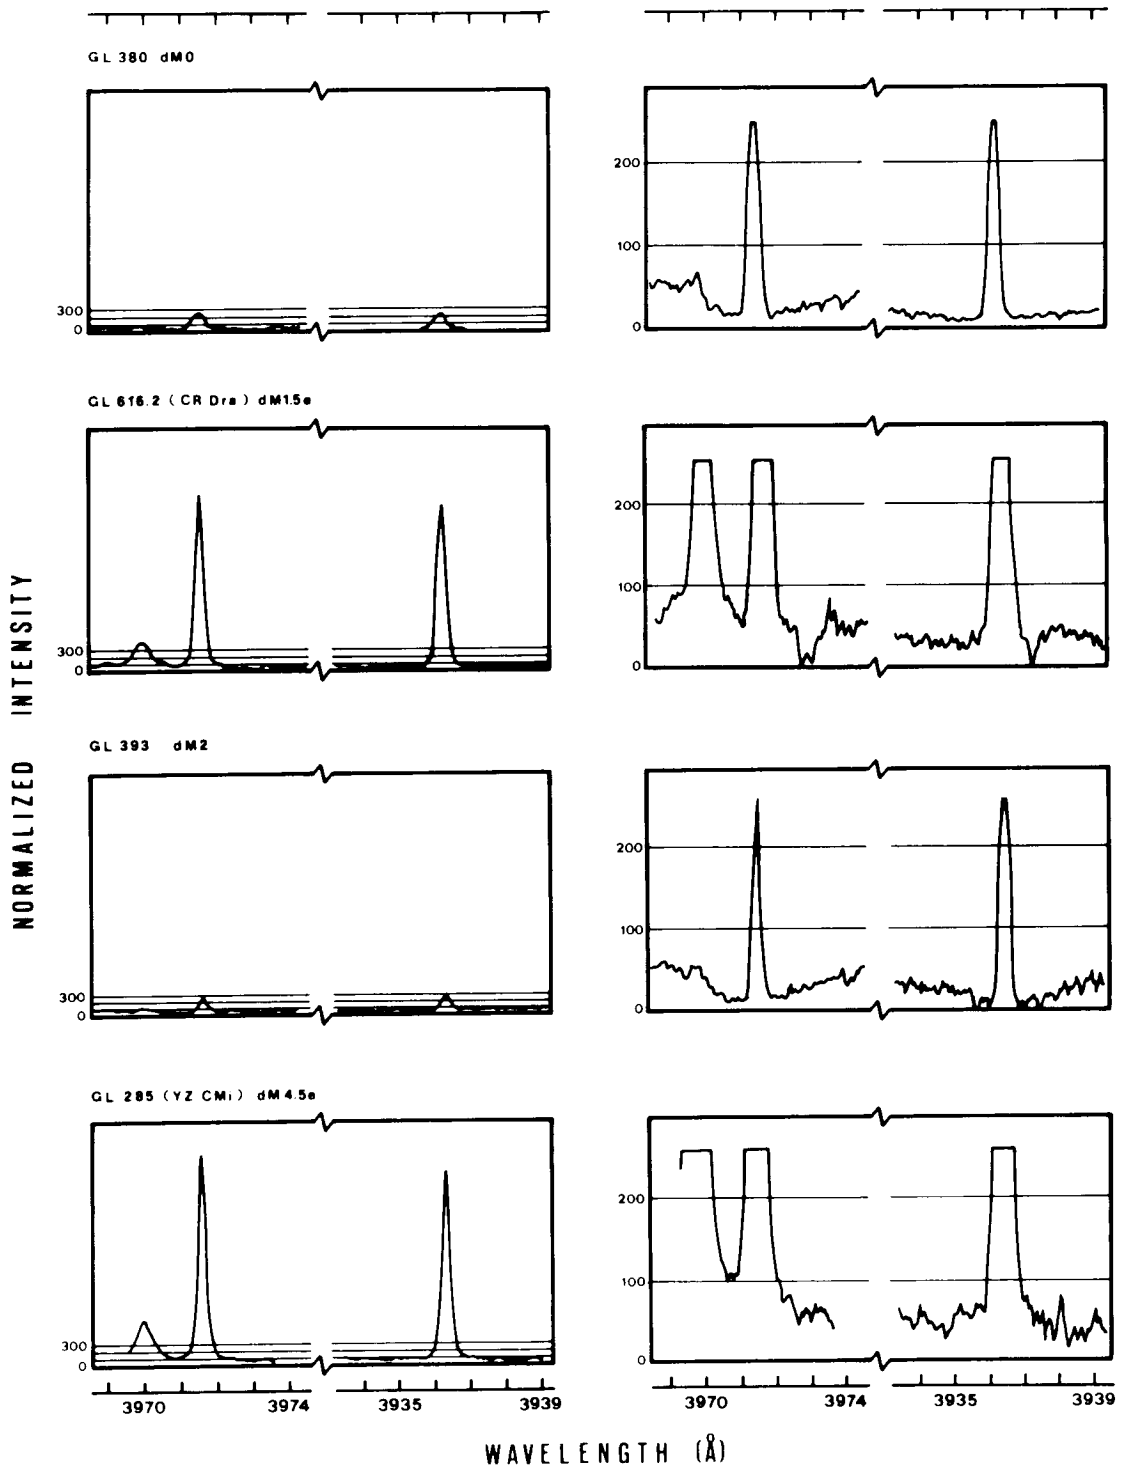 GL 380 dM0
300
0
200
100
0
GL 616.2 ( CR Dra ) dM1.5e
300
0
200
100
0
GL 393 dM2
300
0
200
100
0
GL 285 (YZ CMi) dM4.5e
300
0
200
100
0
3970 3974 3935 3939
3970 3974 3935 3939
WAVELENGTH (Å)
NORMALIZED INTENSITY